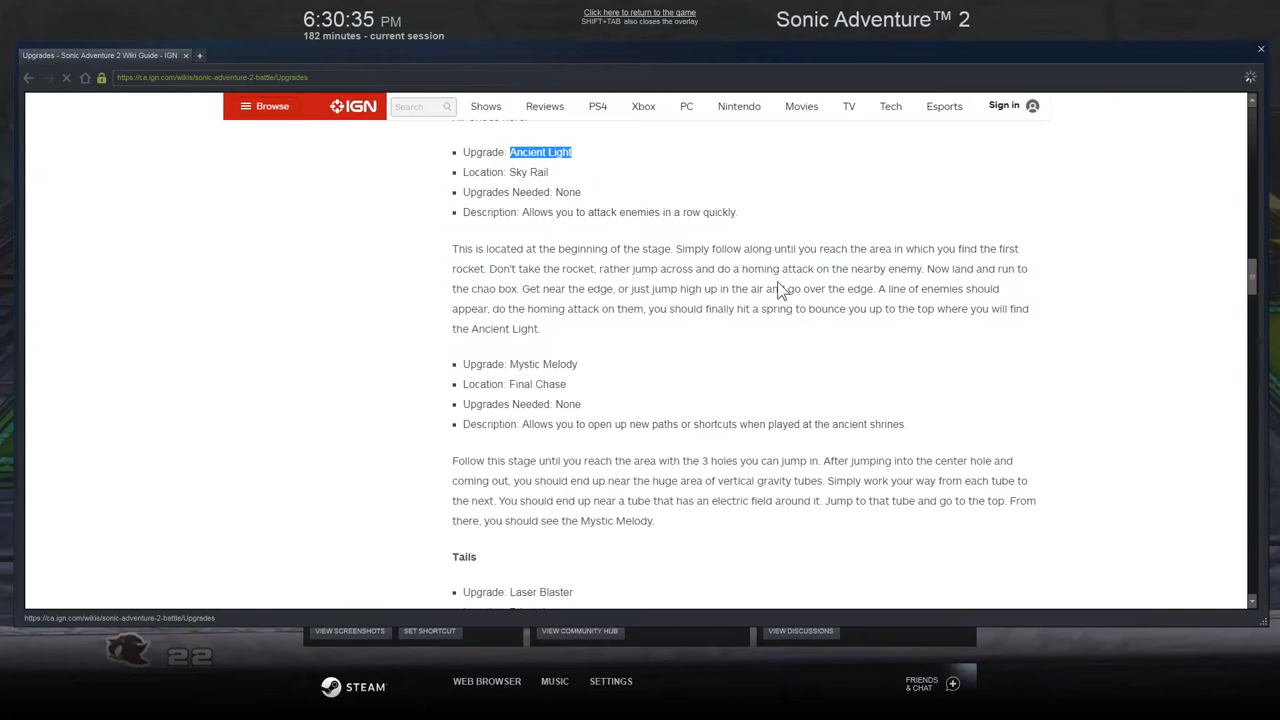 6:30:35 PM
182 minutes - current session
Click here to return to the game
SHIFT+TAB also closes the overlay
Sonic Adventure™ 2
Upgrades - Sonic Adventure 2 Wiki Guide - IGN
https://ca.ign.com/wikis/sonic-adventure-2-battle/Upgrades
Browse
IGN
Search
Shows
Reviews
PS4
Xbox
PC
Nintendo
Movies
TV
Tech
Esports
Sign in
Upgrade: Ancient Light
Location: Sky Rail
Upgrades Needed: None
Description: Allows you to attack enemies in a row quickly.
This is located at the beginning of the stage. Simply follow along until you reach the area in which you find the first
rocket. Don't take the rocket, rather jump across and do a homing attack on the nearby enemy. Now land and run to
the chao box. Get near the edge, or just jump high up in the air and go over the edge. A line of enemies should
appear, do the homing attack on them, you should finally hit a spring to bounce you up to the top where you will find
the Ancient Light.
Upgrade: Mystic Melody
Location: Final Chase
Upgrades Needed: None
Description: Allows you to open up new paths or shortcuts when played at the ancient shrines.
Follow this stage until you reach the area with the 3 holes you can jump in. After jumping into the center hole and
coming out, you should end up near the huge area of vertical gravity tubes. Simply work your way from each tube to
the next. You should end up near a tube that has an electric field around it. Jump to that tube and go to the top. From
there, you should see the Mystic Melody.
Tails
Upgrade: Laser Blaster
https://ca.ign.com/wikis/sonic-adventure-2-battle/Upgrades
VIEW SCREENSHOTS
SET SHORTCUT
VIEW COMMUNITY HUB
VIEW DISCUSSIONS
22
STEAM
WEB BROWSER
MUSIC
SETTINGS
FRIENDS
& CHAT